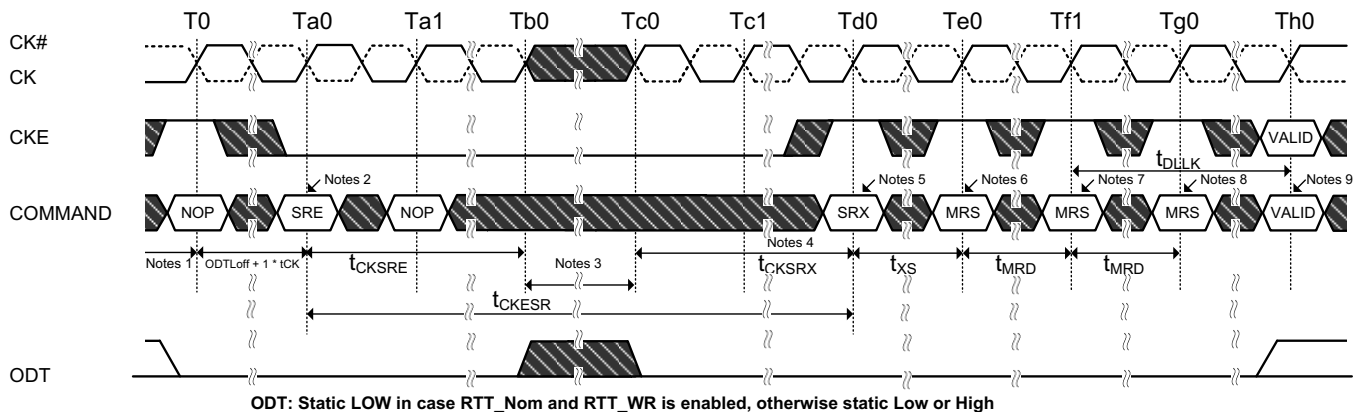 T0 Ta0 Ta1 Tb0 Tc0 Tc1 Td0 Te0 Tf1 Tg0 Th0
CK#
CK
CKE
VALID
tDLLK
Notes 2 Notes 5 Notes 6 Notes 7 Notes 8 Notes 9
COMMAND
NOP SRE NOP SRX MRS MRS MRS VALID
Notes 1 ODTLoff + 1 * tCK tCKSRE Notes 3 Notes 4 tCKSRX tXS tMRD tMRD
tCKESR
ODT
ODT: Static LOW in case RTT_Nom and RTT_WR is enabled, otherwise static Low or High